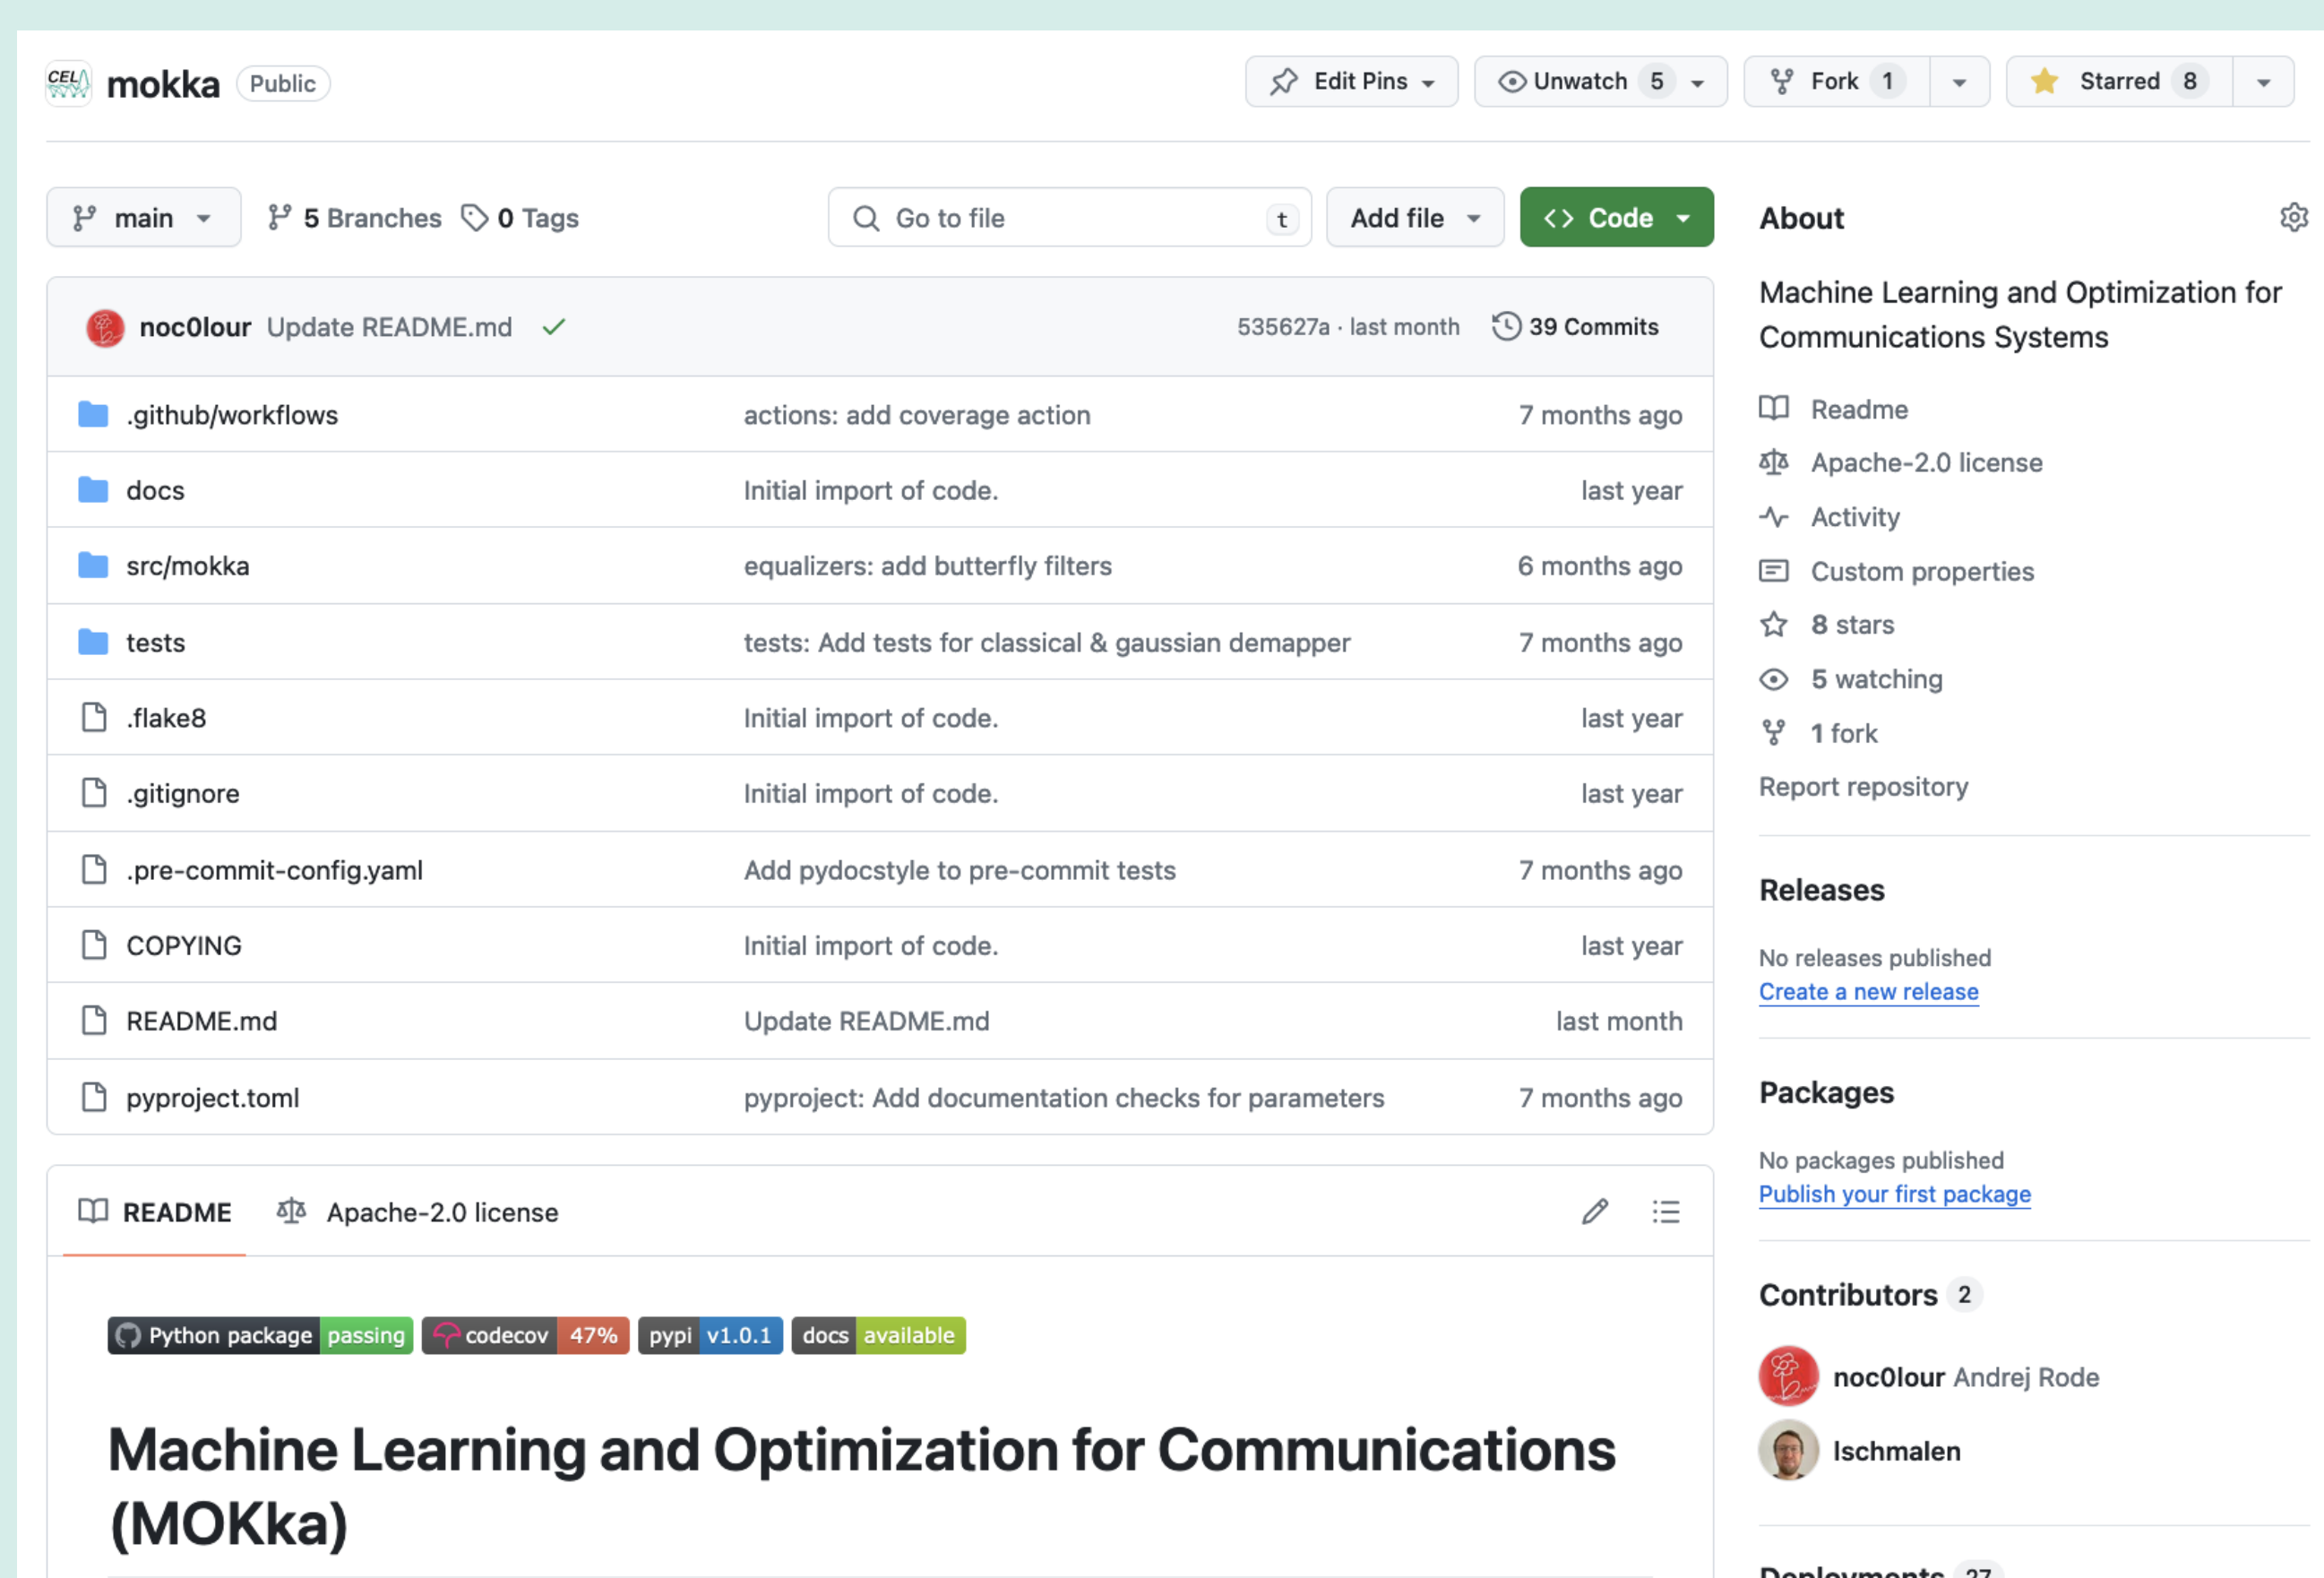 CEL mokka Public Edit Pins Unwatch 5 Fork 1 Starred 8
main 5 Branches 0 Tags Go to file t Add file <> Code
noc0lour Update README.md 535627a · last month 39 Commits
.github/workflows actions: add coverage action 7 months ago
docs Initial import of code. last year
src/mokka equalizers: add butterfly filters 6 months ago
tests tests: Add tests for classical & gaussian demapper 7 months ago
.flake8 Initial import of code. last year
.gitignore Initial import of code. last year
.pre-commit-config.yaml Add pydocstyle to pre-commit tests 7 months ago
COPYING Initial import of code. last year
README.md Update README.md last month
pyproject.toml pyproject: Add documentation checks for parameters 7 months ago
README Apache-2.0 license
Python package passing codecov 47% pypi v1.0.1 docs available
Machine Learning and Optimization for Communications
(MOKka)
About
Machine Learning and Optimization for
Communications Systems
Readme
Apache-2.0 license
Activity
Custom properties
8 stars
5 watching
1 fork
Report repository
Releases
No releases published
Create a new release
Packages
No packages published
Publish your first package
Contributors 2
noc0lour Andrej Rode
lschmalen
Deployments 27